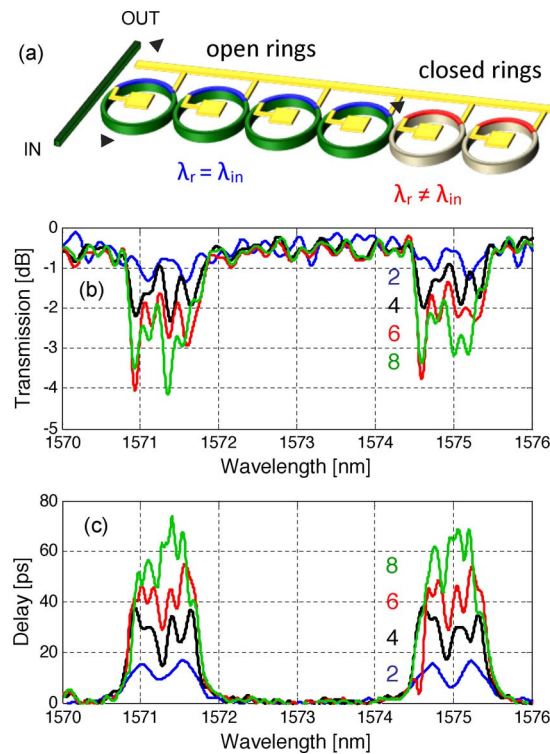 OUT
(a)
open rings
closed rings
IN
λr = λin
λr ≠ λin
0
-1
-2
-3
-4
-5
Transmission [dB]
(b)
2
4
6
8
1570
1571
1572
1573
1574
1575
1576
Wavelength [nm]
80
60
40
20
0
Delay [ps]
(c)
8
6
4
2
1570
1571
1572
1573
1574
1575
1576
Wavelength [nm]